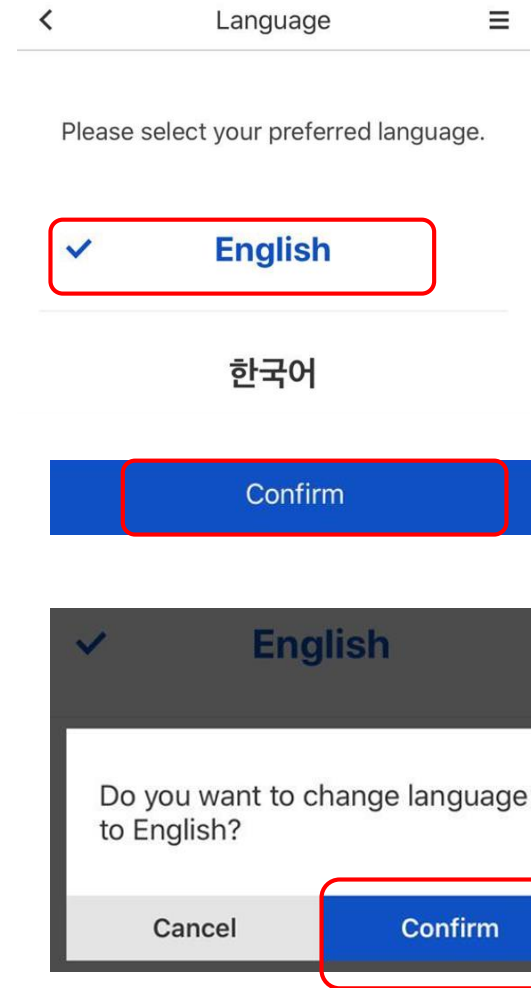 Language
Please select your preferred language.
English
한국어
Confirm
English
Do you want to change language
to English?
Cancel
Confirm